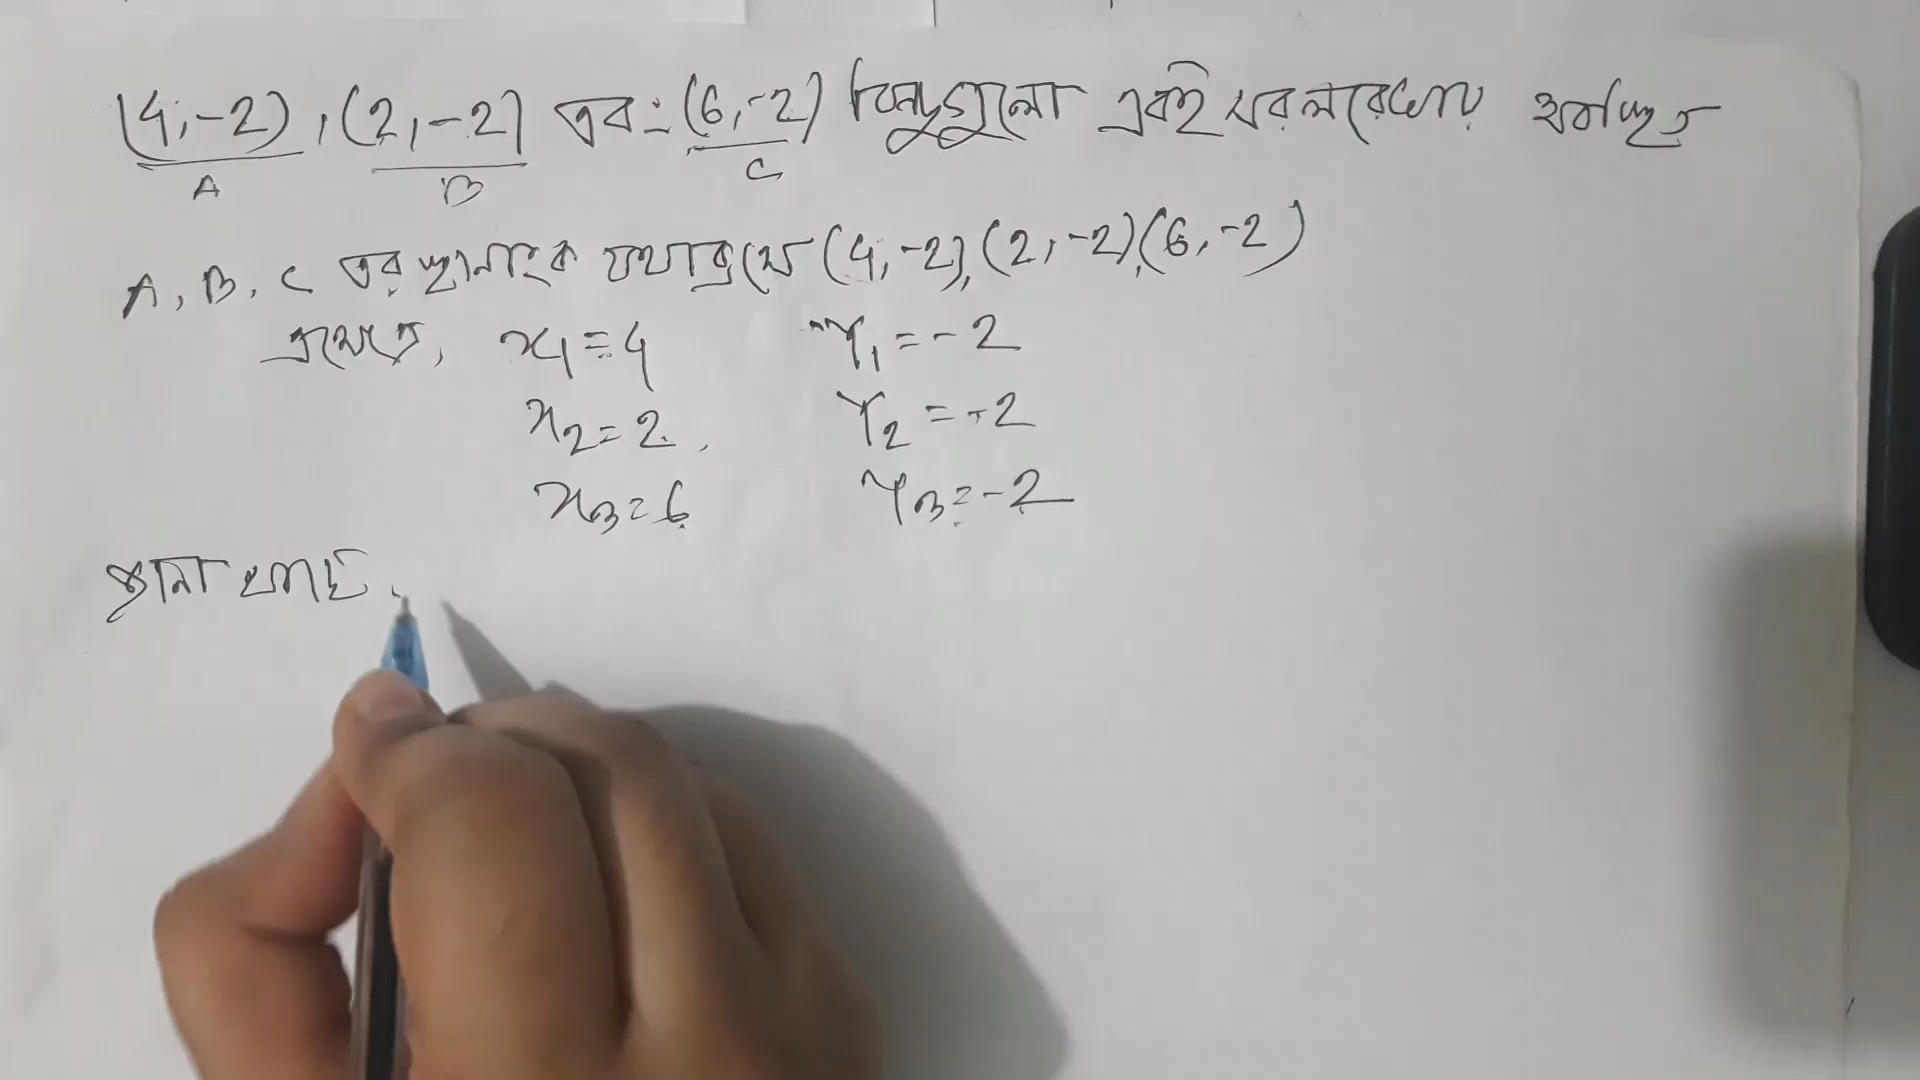 (4,-2), (2,-2) এবং (6,-2) বিন্দুগুলো একই সরলরেখায় অবস্থিত
A B C
A, B, C এর স্থানাংক যথাক্রমে (4,-2), (2,-2) (6,-2)
এখানে, x1 = 4 Y1 = -2
x2 = 2, Y2 = -2
x3 = 6 Y3 = -2
জানা আছে,